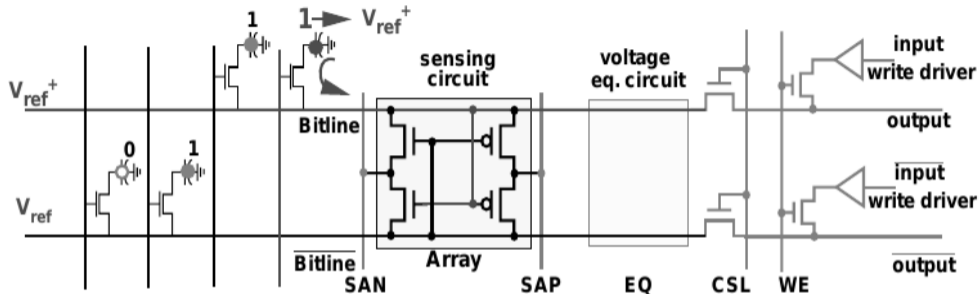 1
1
V_ref+
sensing
circuit
voltage
eq. circuit
input
write driver
V_ref+
Bitline
output
0
1
input
write driver
V_ref
Bitline
Array
output
SAN
SAP
EQ
CSL
WE